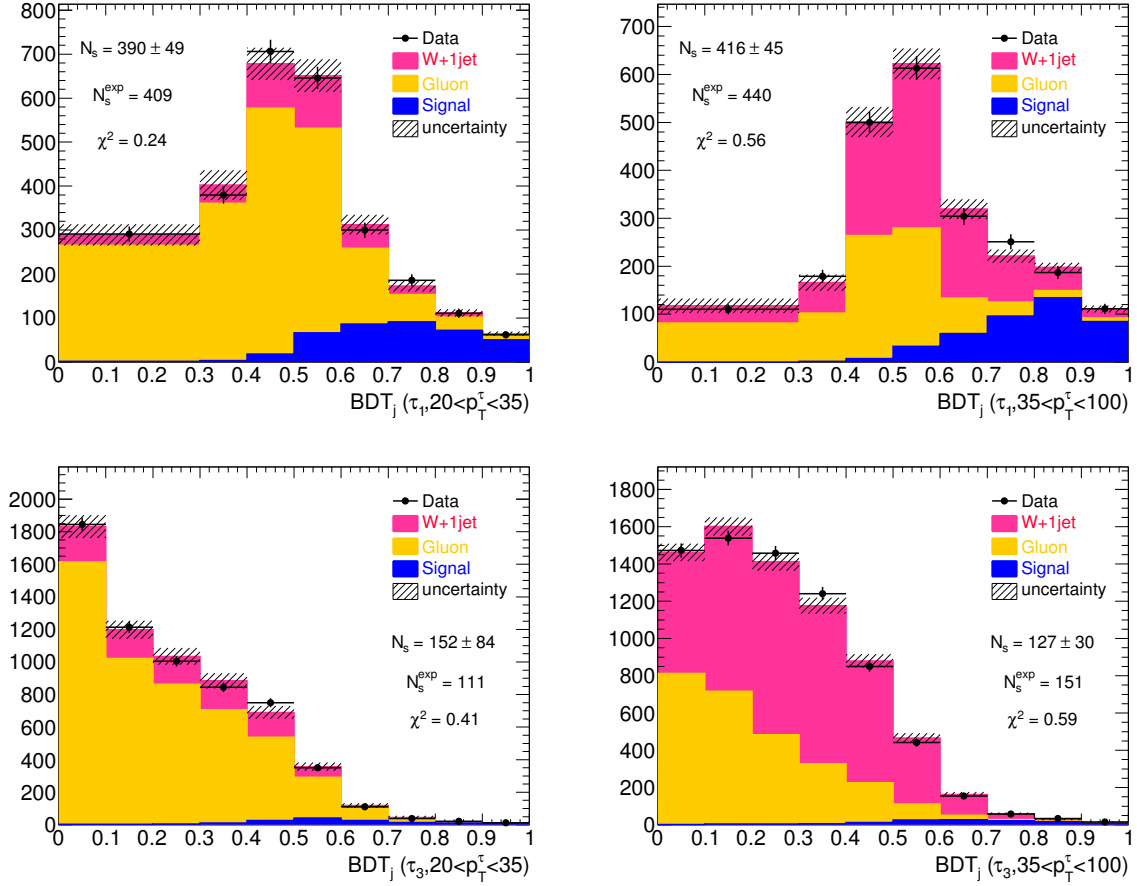 800
700
600
500
400
300
200
100
0
N_s = 390 ± 49
N_s^exp = 409
χ² = 0.24
Data
W+1jet
Gluon
Signal
uncertainty
0 0.1 0.2 0.3 0.4 0.5 0.6 0.7 0.8 0.9 1
BDT_j (τ_1,20<p_T^τ<35)
700
600
500
400
300
200
100
0
N_s = 416 ± 45
N_s^exp = 440
χ² = 0.56
Data
W+1jet
Gluon
Signal
uncertainty
0 0.1 0.2 0.3 0.4 0.5 0.6 0.7 0.8 0.9 1
BDT_j (τ_1,35<p_T^τ<100)
2000
1800
1600
1400
1200
1000
800
600
400
200
0
Data
W+1jet
Gluon
Signal
uncertainty
N_s = 152 ± 84
N_s^exp = 111
χ² = 0.41
0 0.1 0.2 0.3 0.4 0.5 0.6 0.7 0.8 0.9 1
BDT_j (τ_3,20<p_T^τ<35)
1800
1600
1400
1200
1000
800
600
400
200
0
Data
W+1jet
Gluon
Signal
uncertainty
N_s = 127 ± 30
N_s^exp = 151
χ² = 0.59
0 0.1 0.2 0.3 0.4 0.5 0.6 0.7 0.8 0.9 1
BDT_j (τ_3,35<p_T^τ<100)